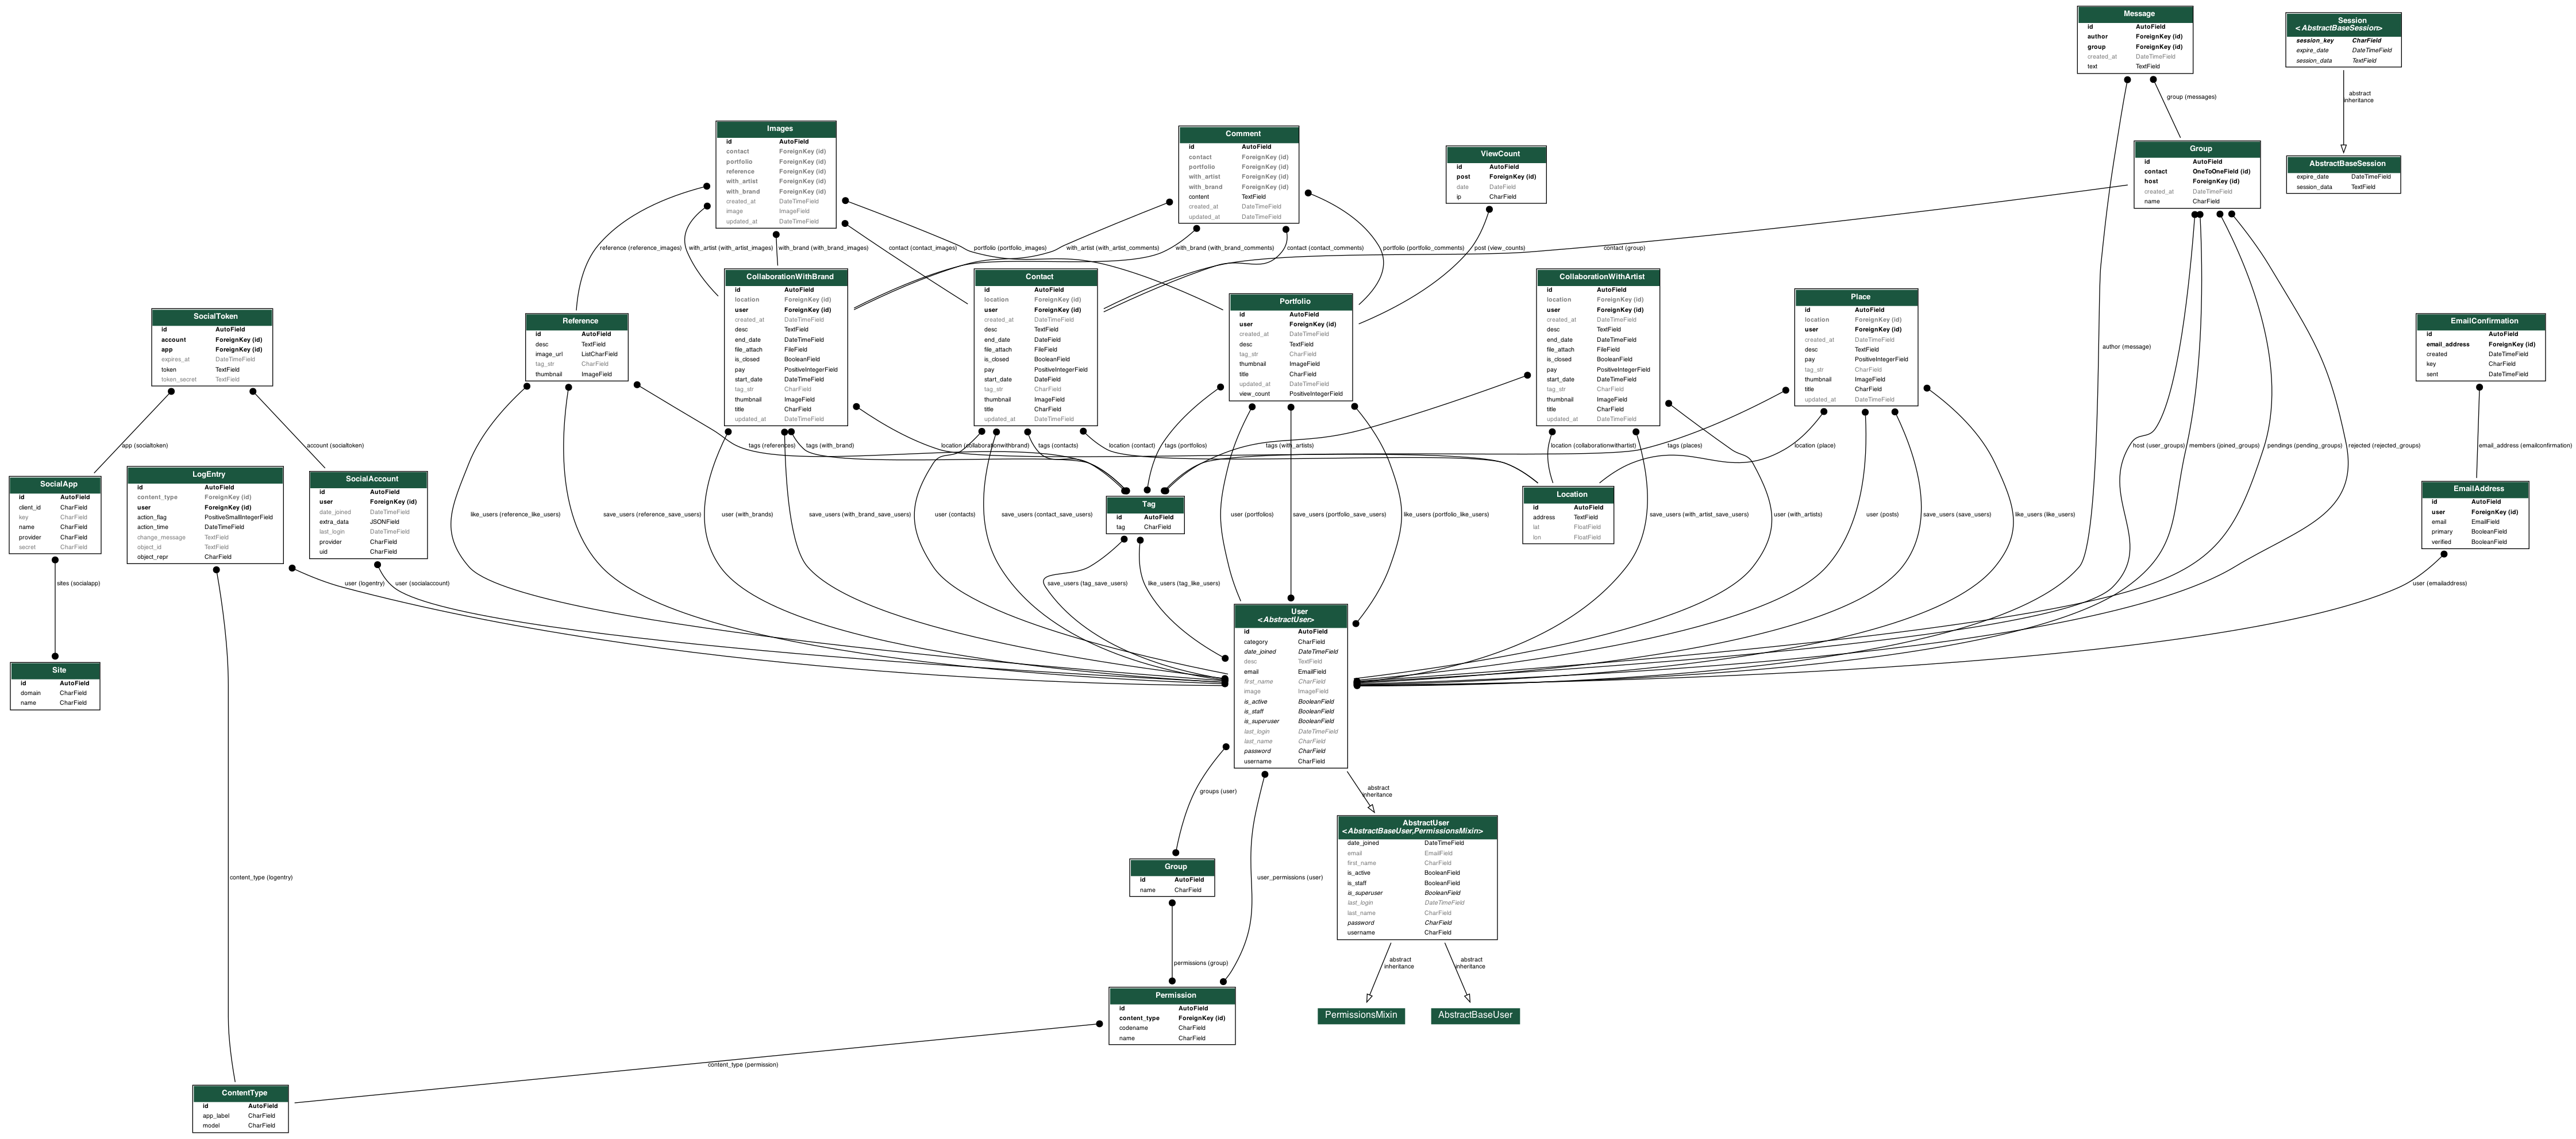 Message
id AutoField
author ForeignKey (id)
group ForeignKey (id)
created_at DateTimeField
text TextField
Session
<AbstractBaseSession>
session_key CharField
expire_date DateTimeField
session_data TextField
abstract
inheritance
group (messages)
Images
id AutoField
contact ForeignKey (id)
portfolio ForeignKey (id)
reference ForeignKey (id)
with_artist ForeignKey (id)
with_brand ForeignKey (id)
created_at DateTimeField
image ImageField
updated_at DateTimeField
Comment
id AutoField
contact ForeignKey (id)
portfolio ForeignKey (id)
with_artist ForeignKey (id)
with_brand ForeignKey (id)
content TextField
created_at DateTimeField
updated_at DateTimeField
ViewCount
id AutoField
post ForeignKey (id)
date DateField
ip CharField
Group
id AutoField
contact OneToOneField (id)
host ForeignKey (id)
created_at DateTimeField
name CharField
AbstractBaseSession
expire_date DateTimeField
session_data TextField
reference (reference_images)
with_artist (with_artist_images)
with_brand (with_brand_images)
contact (contact_images)
portfolio (portfolio_images)
with_artist (with_artist_comments)
with_brand (with_brand_comments)
contact (contact_comments)
portfolio (portfolio_comments)
post (view_counts)
contact (group)
SocialToken
id AutoField
account ForeignKey (id)
app ForeignKey (id)
expires_at DateTimeField
token TextField
token_secret TextField
Reference
id AutoField
desc TextField
image_url ListCharField
tag_str CharField
thumbnail ImageField
CollaborationWithBrand
id AutoField
location ForeignKey (id)
user ForeignKey (id)
created_at DateTimeField
desc TextField
end_date DateTimeField
file_attach FileField
is_closed BooleanField
pay PositiveIntegerField
start_date DateTimeField
tag_str CharField
thumbnail ImageField
title CharField
updated_at DateTimeField
Contact
id AutoField
location ForeignKey (id)
user ForeignKey (id)
created_at DateTimeField
desc TextField
end_date DateField
file_attach FileField
is_closed BooleanField
pay PositiveIntegerField
start_date DateField
tag_str CharField
thumbnail ImageField
title CharField
updated_at DateTimeField
Portfolio
id AutoField
user ForeignKey (id)
created_at DateTimeField
desc TextField
tag_str CharField
thumbnail ImageField
title CharField
updated_at DateTimeField
view_count PositiveIntegerField
CollaborationWithArtist
id AutoField
location ForeignKey (id)
user ForeignKey (id)
created_at DateTimeField
desc TextField
end_date DateTimeField
file_attach FileField
is_closed BooleanField
pay PositiveIntegerField
start_date DateTimeField
tag_str CharField
thumbnail ImageField
title CharField
updated_at DateTimeField
Place
id AutoField
location ForeignKey (id)
user ForeignKey (id)
created_at DateTimeField
desc TextField
pay PositiveIntegerField
tag_str CharField
thumbnail ImageField
title CharField
updated_at DateTimeField
author (message)
EmailConfirmation
id AutoField
email_address ForeignKey (id)
created DateTimeField
key CharField
sent DateTimeField
app (socialtoken)
account (socialtoken)
tags (references)
tags (with_brand)
location (collaborationwithbrand)
tags (contacts)
location (contact)
tags (portfolios)
tags (with_artists)
location (collaborationwithartist)
tags (places)
location (place)
host (user_groups)
members (joined_groups)
pendings (pending_groups)
rejected (rejected_groups)
email_address (emailconfirmation)
SocialApp
id AutoField
client_id CharField
key CharField
name CharField
provider CharField
secret CharField
LogEntry
id AutoField
content_type ForeignKey (id)
user ForeignKey (id)
action_flag PositiveSmallIntegerField
action_time DateTimeField
change_message TextField
object_id TextField
object_repr CharField
SocialAccount
id AutoField
user ForeignKey (id)
date_joined DateTimeField
extra_data JSONField
last_login DateTimeField
provider CharField
uid CharField
like_users (reference_like_users)
save_users (reference_save_users)
user (with_brands)
save_users (with_brand_save_users)
user (contacts)
save_users (contact_save_users)
Tag
id AutoField
tag CharField
user (portfolios)
save_users (portfolio_save_users)
like_users (portfolio_like_users)
Location
id AutoField
address TextField
lat FloatField
lon FloatField
save_users (with_artist_save_users)
user (with_artists)
user (posts)
save_users (save_users)
like_users (like_users)
EmailAddress
id AutoField
user ForeignKey (id)
email EmailField
primary BooleanField
verified BooleanField
sites (socialapp)
user (logentry)
user (socialaccount)
save_users (tag_save_users)
like_users (tag_like_users)
user (emailaddress)
Site
id AutoField
domain CharField
name CharField
User
<AbstractUser>
id AutoField
category CharField
date_joined DateTimeField
desc TextField
email EmailField
first_name CharField
image ImageField
is_active BooleanField
is_staff BooleanField
is_superuser BooleanField
last_login DateTimeField
last_name CharField
password CharField
username CharField
groups (user)
abstract
inheritance
AbstractUser
<AbstractBaseUser,PermissionsMixin>
date_joined DateTimeField
email EmailField
first_name CharField
is_active BooleanField
is_staff BooleanField
is_superuser BooleanField
last_login DateTimeField
last_name CharField
password CharField
username CharField
Group
id AutoField
name CharField
content_type (logentry)
user_permissions (user)
permissions (group)
abstract
inheritance
abstract
inheritance
Permission
id AutoField
content_type ForeignKey (id)
codename CharField
name CharField
PermissionsMixin
AbstractBaseUser
content_type (permission)
ContentType
id AutoField
app_label CharField
model CharField